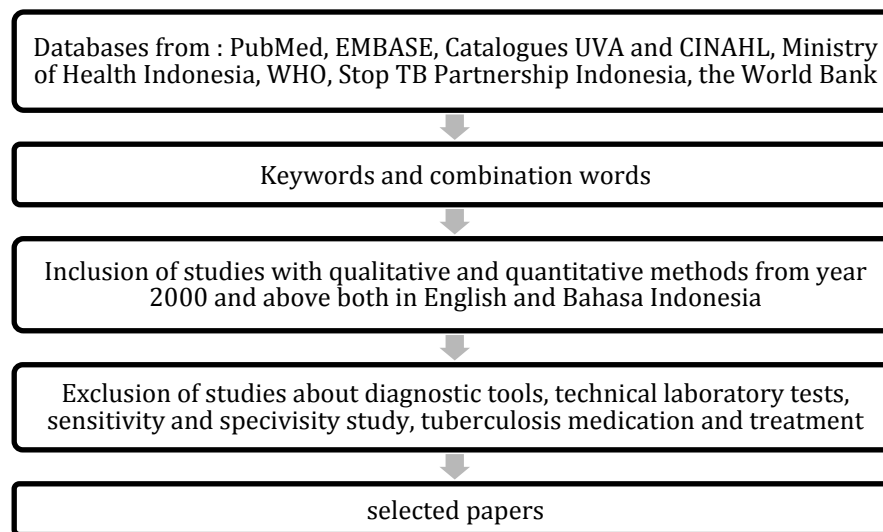 Databases from : PubMed, EMBASE, Catalogues UVA and CINAHL, Ministry
of Health Indonesia, WHO, Stop TB Partnership Indonesia, the World Bank
Keywords and combination words
Inclusion of studies with qualitative and quantitative methods from year
2000 and above both in English and Bahasa Indonesia
Exclusion of studies about diagnostic tools, technical laboratory tests,
sensitivity and specivisity study, tuberculosis medication and treatment
selected papers